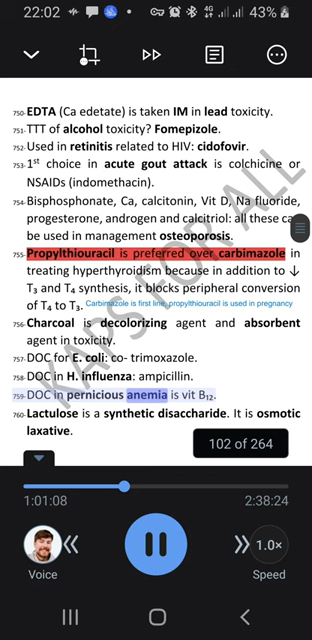 22:02
4G
43%
750- EDTA (Ca edetate) is taken IM in lead toxicity.
751- TTT of alcohol toxicity? Fomepizole.
752- Used in retinitis related to HIV: cidofovir.
753- 1st choice in acute gout attack is colchicine or
NSAIDs (indomethacin).
754- Bisphosphonate, Ca, calcitonin, Vit D, Na fluoride,
progesterone, androgen and calcitriol: all these ca
be used in management osteoporosis.
755- Propylthiouracil is preferred over carbimazole in
treating hyperthyroidism because in addition to ↓
T3 and T4 synthesis, it blocks peripheral conversion
of T4 to T3. Carbimazole is first line, propylthiouracil is used in pregnancy
756- Charcoal is decolorizing agent and absorbent
agent in toxicity.
757- DOC for E. coli: co- trimoxazole.
758- DOC in H. influenza: ampicillin.
759- DOC in pernicious anemia is vit B12.
760- Lactulose is a synthetic disaccharide. It is osmotic
laxative.
KAPS FOR ALL
102 of 264
1:01:08
2:38:24
1.0×
Voice
Speed